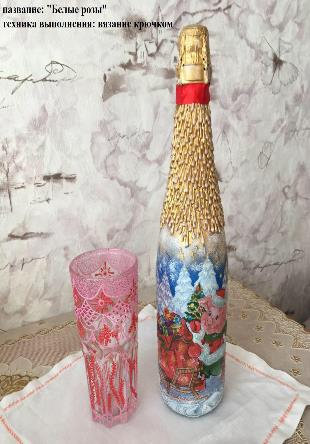 название: "Белые розы"
техника выполнения: вязание крючком